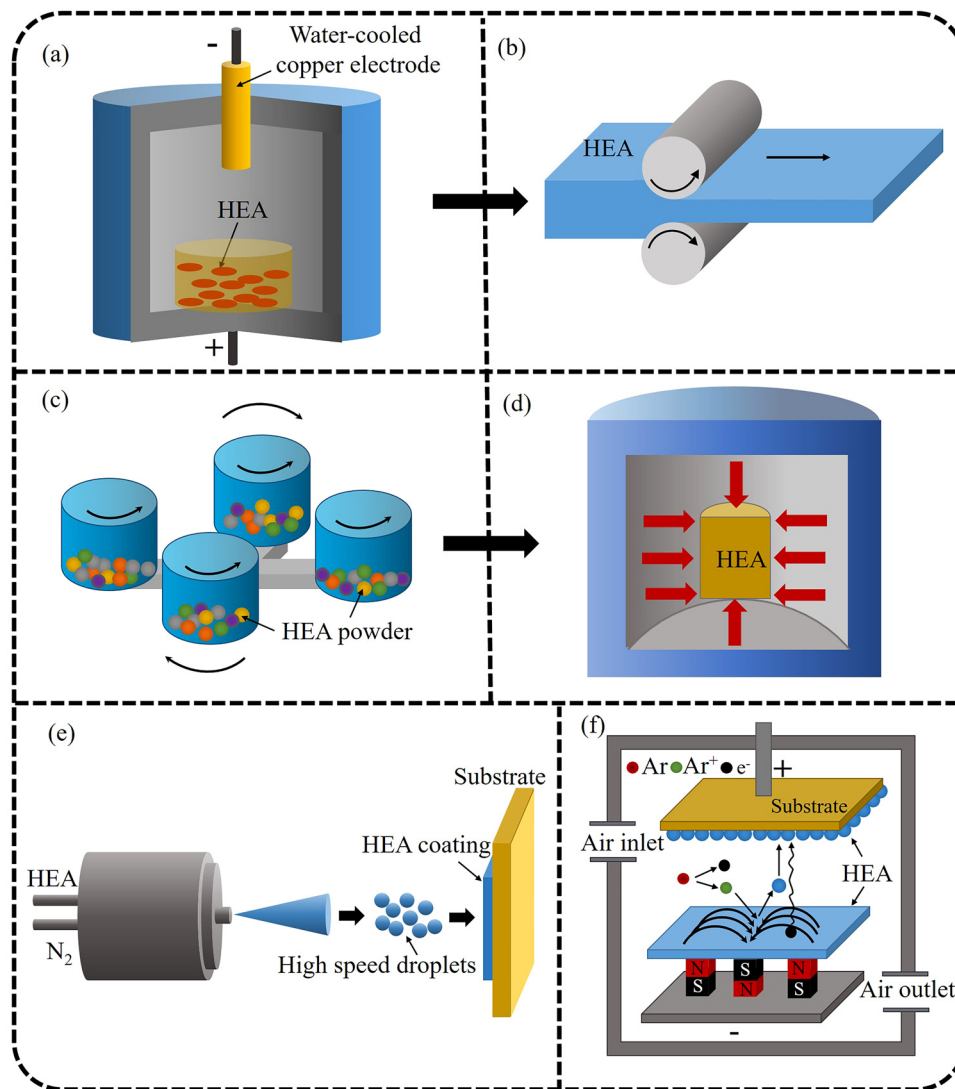 (a)
-
Water-cooled
copper electrode
HEA
+
(b)
HEA
(c)
HEA powder
(d)
HEA
(e)
Substrate
HEA coating
HEA
N₂
High speed droplets
(f)
Ar Ar⁺ e⁻ +
Substrate
Air inlet
HEA
N S N
S N S
Air outlet
-